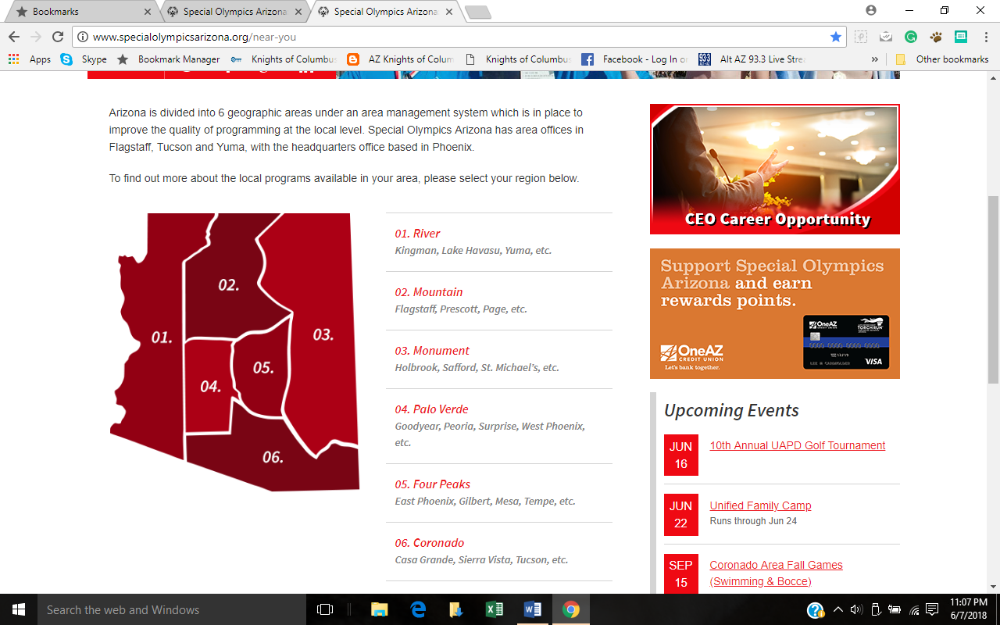 Bookmarks
Special Olympics Arizona
Special Olympics Arizona
www.specialolympicsarizona.org/near-you
Apps Skype Bookmark Manager Knights of Columbus AZ Knights of Colum Knights of Columbus Facebook - Log In or Alt AZ 93.3 Live Stre » Other bookmarks
Arizona is divided into 6 geographic areas under an area management system which is in place to
improve the quality of programming at the local level. Special Olympics Arizona has area offices in
Flagstaff, Tucson and Yuma, with the headquarters office based in Phoenix.
To find out more about the local programs available in your area, please select your region below.
01.
02.
03.
04.
05.
06.
01. River
Kingman, Lake Havasu, Yuma, etc.
02. Mountain
Flagstaff, Prescott, Page, etc.
03. Monument
Holbrook, Safford, St. Michael's, etc.
04. Palo Verde
Goodyear, Peoria, Surprise, West Phoenix,
etc.
05. Four Peaks
East Phoenix, Gilbert, Mesa, Tempe, etc.
06. Coronado
Casa Grande, Sierra Vista, Tucson, etc.
CEO Career Opportunity
Support Special Olympics
Arizona and earn
rewards points.
OneAZ
CREDIT UNION
Let's bank together.
OneAZ
TORCH RUN
VISA
Upcoming Events
JUN
16
10th Annual UAPD Golf Tournament
JUN
22
Unified Family Camp
Runs through Jun 24
SEP
15
Coronado Area Fall Games
(Swimming & Bocce)
Search the web and Windows
11:07 PM
6/7/2018